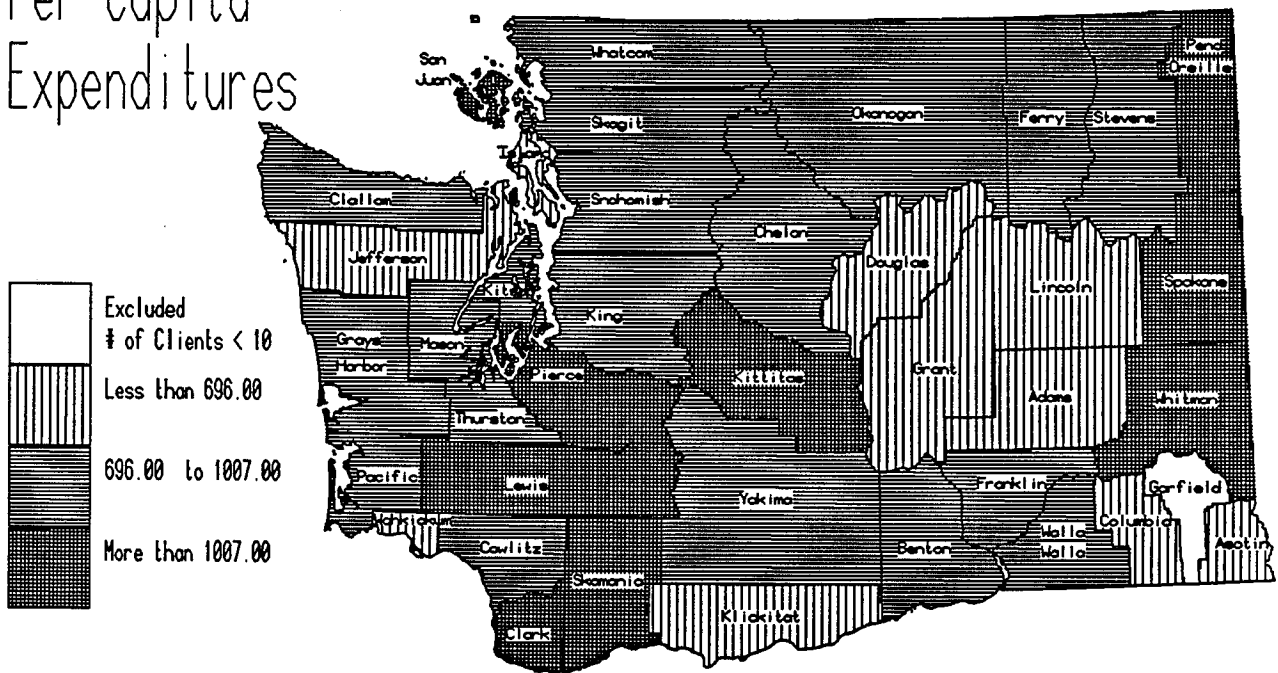 Per Capita
Expenditures
Excluded
# of Clients < 10
Less than 696.00
696.00 to 1007.00
More than 1007.00
San
Juan
Whatcom
Skagit
Island
Snohomish
Okanogan
Ferry
Stevens
Pend
Oreille
Clallam
Jefferson
Chelan
Douglas
Lincoln
Spokane
Kitsap
King
Grays
Harbor
Mason
Pierce
Kittitas
Grant
Adams
Whitman
Thurston
Pacific
Lewis
Yakima
Franklin
Garfield
Wahkiakum
Cowlitz
Benton
Walla
Walla
Columbia
Asotin
Skamania
Clark
Klickitat